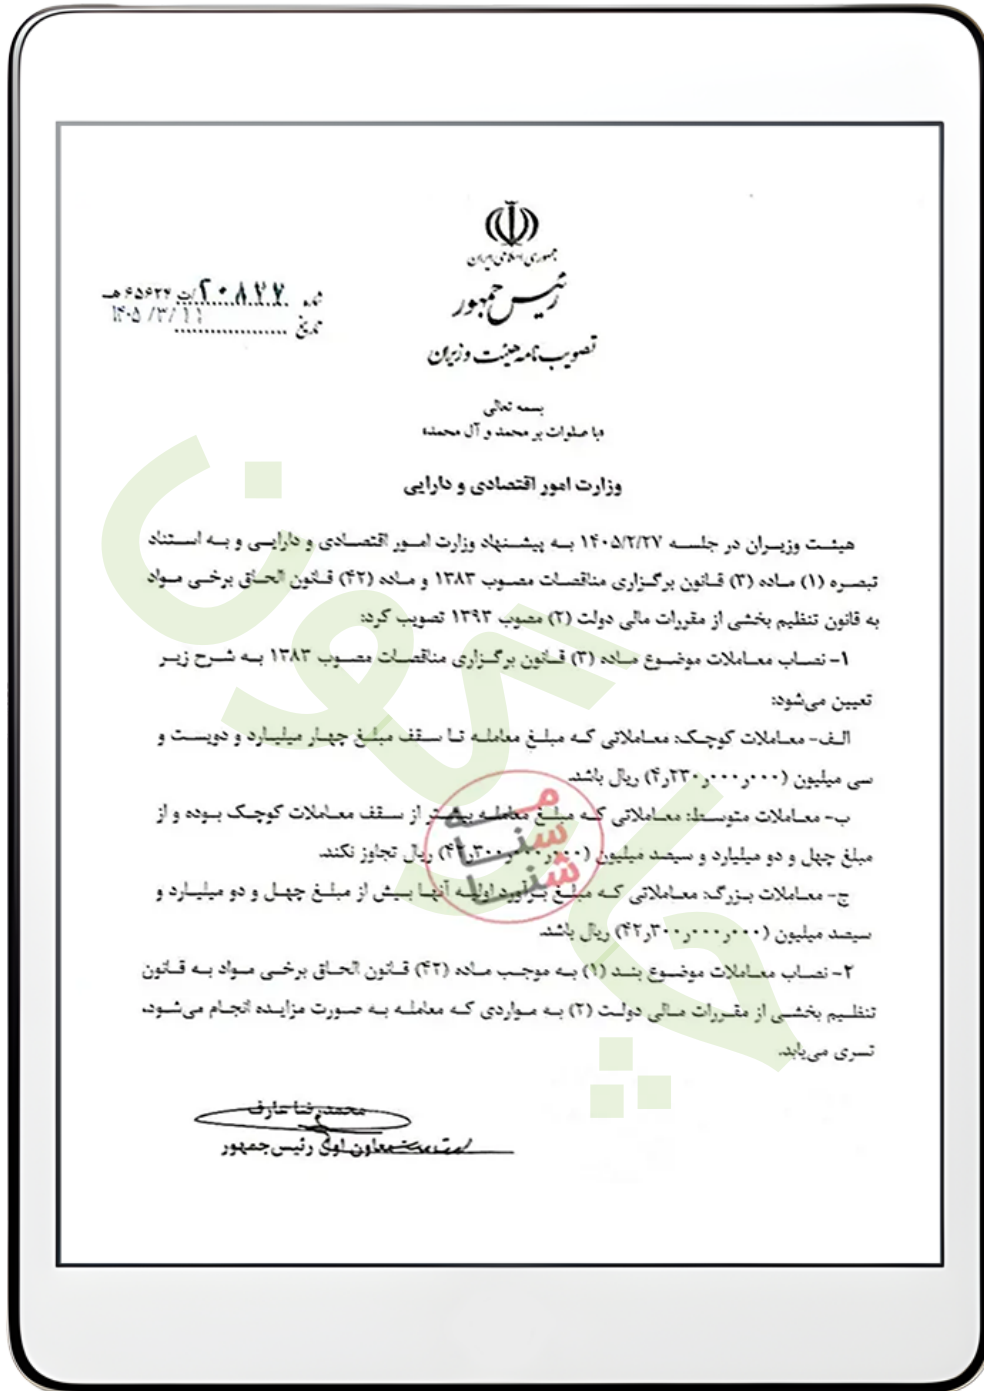 جمهوری اسلامی ایران
رئیس جمهور
تصویب نامه هیئت وزیران
شماره ۲۰۸۷۷/ت ۶۵۶۲۴ هـ
تاریخ ۱۴۰۵/۳/۱۱
بسمه تعالی
«با صلوات بر محمد و آل محمد»
وزارت امور اقتصادی و دارایی
هیئت وزیران در جلسه ۱۴۰۵/۲/۲۷ به پیشنهاد وزارت امور اقتصادی و دارایی و به استناد
تبصره (۱) ماده (۳) قانون برگزاری مناقصات مصوب ۱۳۸۳ و ماده (۴۲) قانون الحاق برخی مواد
به قانون تنظیم بخشی از مقررات مالی دولت (۲) مصوب ۱۳۹۳ تصویب کرد:
۱- نصاب معاملات موضوع ماده (۳) قانون برگزاری مناقصات مصوب ۱۳۸۳ به شرح زیر
تعیین می‌شود:
الف- معاملات کوچک: معاملاتی که مبلغ معامله تا سقف مبلغ چهار میلیارد و دویست و
سی میلیون (۴٫۲۳۰٫۰۰۰٫۰۰۰) ریال باشد.
ب- معاملات متوسط: معاملاتی که مبلغ معامله بیشتر از سقف معاملات کوچک بوده و از
مبلغ چهل و دو میلیارد و سیصد میلیون (۴۲٫۳۰۰٫۰۰۰٫۰۰۰) ریال تجاوز نکند.
ج- معاملات بزرگ: معاملاتی که مبلغ برآورد اولیه آنها بیش از مبلغ چهل و دو میلیارد و
سیصد میلیون (۴۲٫۳۰۰٫۰۰۰٫۰۰۰) ریال باشد.
۲- نصاب معاملات موضوع بند (۱) به موجب ماده (۴۲) قانون الحاق برخی مواد به قانون
تنظیم بخشی از مقررات مالی دولت (۲) به مواردی که معامله به صورت مزایده انجام می‌شود،
تسری می‌یابد.
محمدرضا عارف
معاون اول رئیس‌جمهور
مه
سنا
شنا